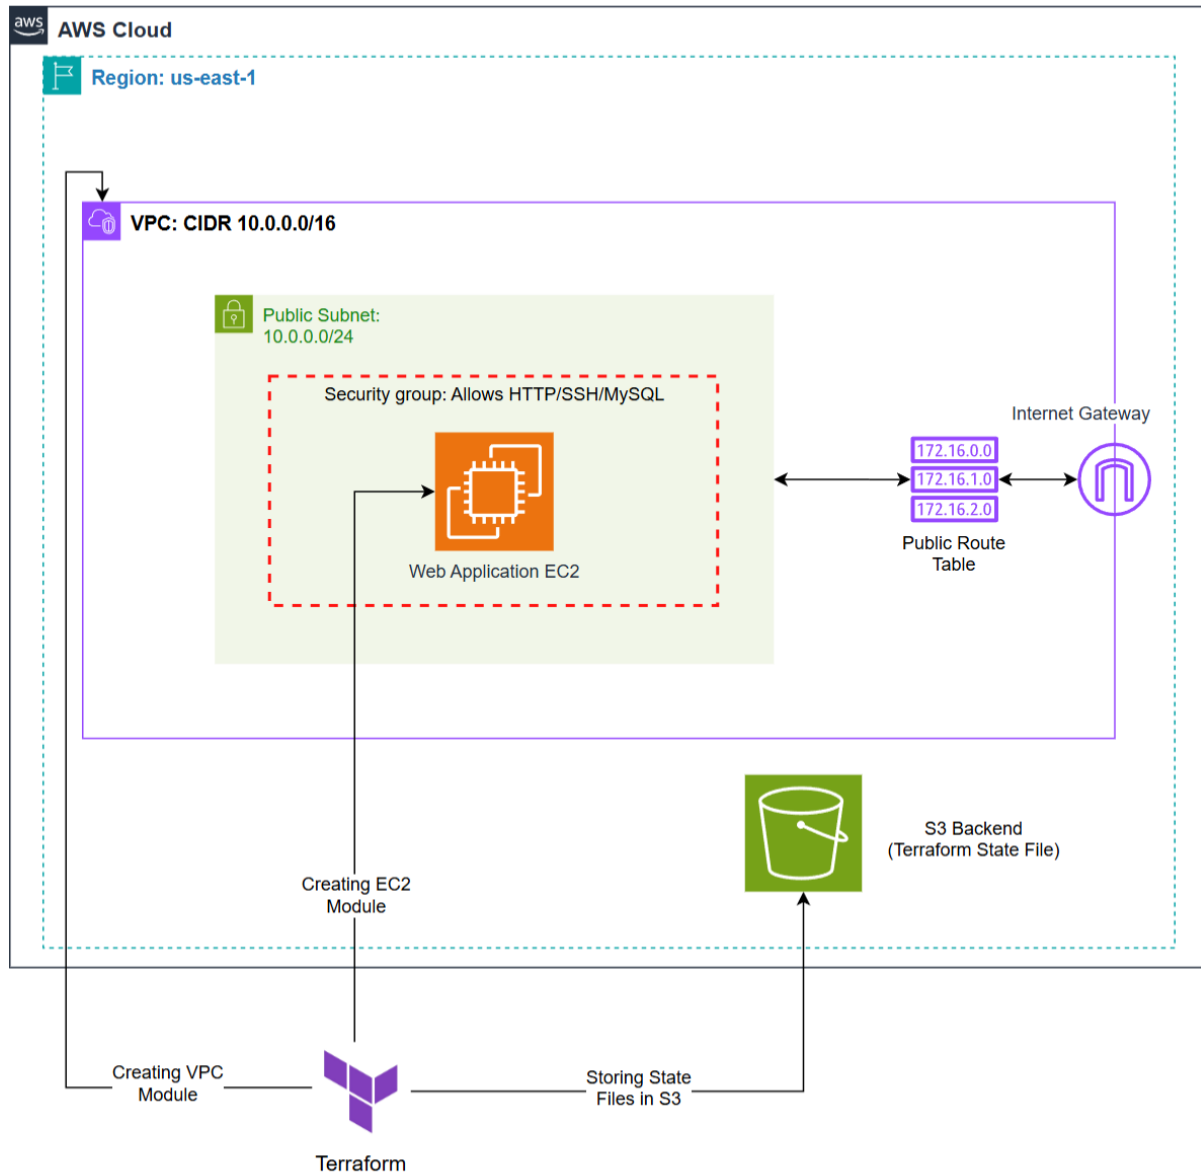 aws
AWS Cloud
Region: us-east-1
VPC: CIDR 10.0.0.0/16
Public Subnet:
10.0.0.0/24
Security group: Allows HTTP/SSH/MySQL
Web Application EC2
Internet Gateway
172.16.0.0
172.16.1.0
172.16.2.0
Public Route
Table
S3 Backend
(Terraform State File)
Creating EC2
Module
Creating VPC
Module
Storing State
Files in S3
Terraform